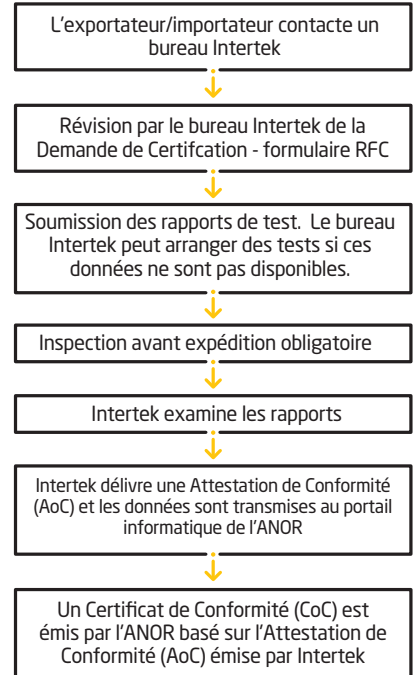 L'exportateur/importateur contacte un
bureau Intertek
Révision par le bureau Intertek de la
Demande de Certifcation - formulaire RFC
Soumission des rapports de test. Le bureau
Intertek peut arranger des tests si ces
données ne sont pas disponibles.
Inspection avant expédition obligatoire
Intertek examine les rapports
Intertek délivre une Attestation de Conformité
(AoC) et les données sont transmises au portail
informatique de l'ANOR
Un Certificat de Conformité (CoC) est
émis par l'ANOR basé sur l'Attestation de
Conformité (AoC) émise par Intertek